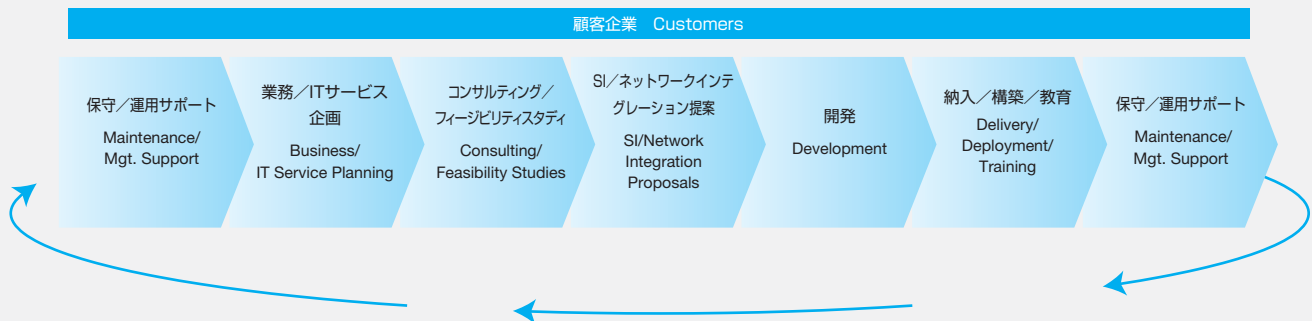 顧客企業 Customers
保守／運用サポート
Maintenance/
Mgt. Support
業務／ITサービス
企画
Business/
IT Service Planning
コンサルティング／
フィージビリティスタディ
Consulting/
Feasibility Studies
SI／ネットワークインテ
グレーション提案
SI/Network
Integration
Proposals
開発
Development
納入／構築／教育
Delivery/
Deployment/
Training
保守／運用サポート
Maintenance/
Mgt. Support